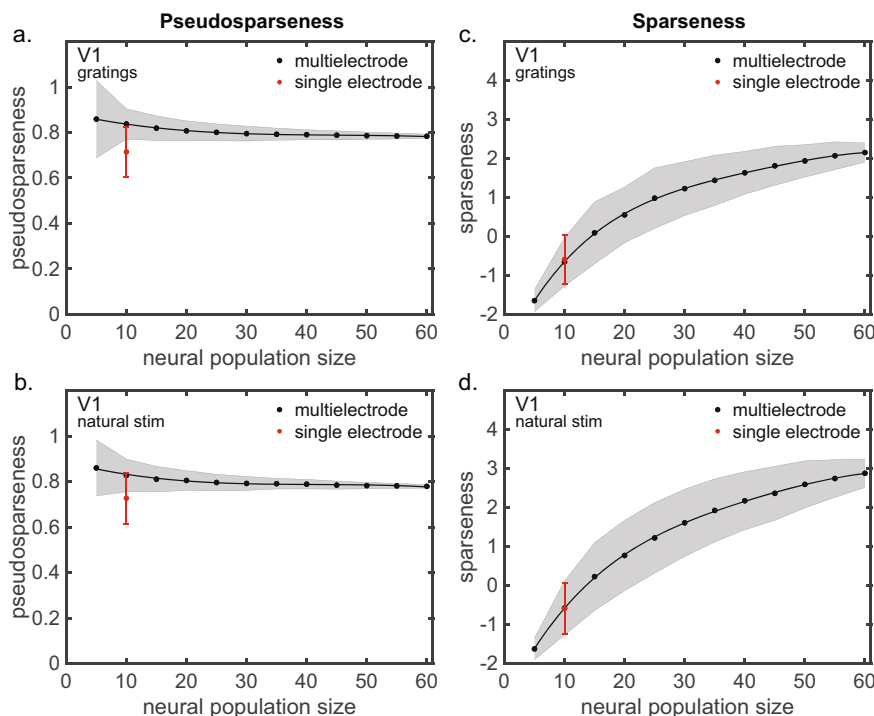 Pseudosparseness
a.
V1
gratings
multielectrode
single electrode
1
0.8
0.6
0.4
0.2
0
pseudosparseness
0 10 20 30 40 50 60
neural population size
b.
V1
natural stim
multielectrode
single electrode
1
0.8
0.6
0.4
0.2
0
pseudosparseness
0 10 20 30 40 50 60
neural population size
Sparseness
c.
V1
gratings
multielectrode
single electrode
4
3
2
1
0
-1
-2
sparseness
0 10 20 30 40 50 60
neural population size
d.
V1
natural stim
multielectrode
single electrode
4
3
2
1
0
-1
-2
sparseness
0 10 20 30 40 50 60
neural population size